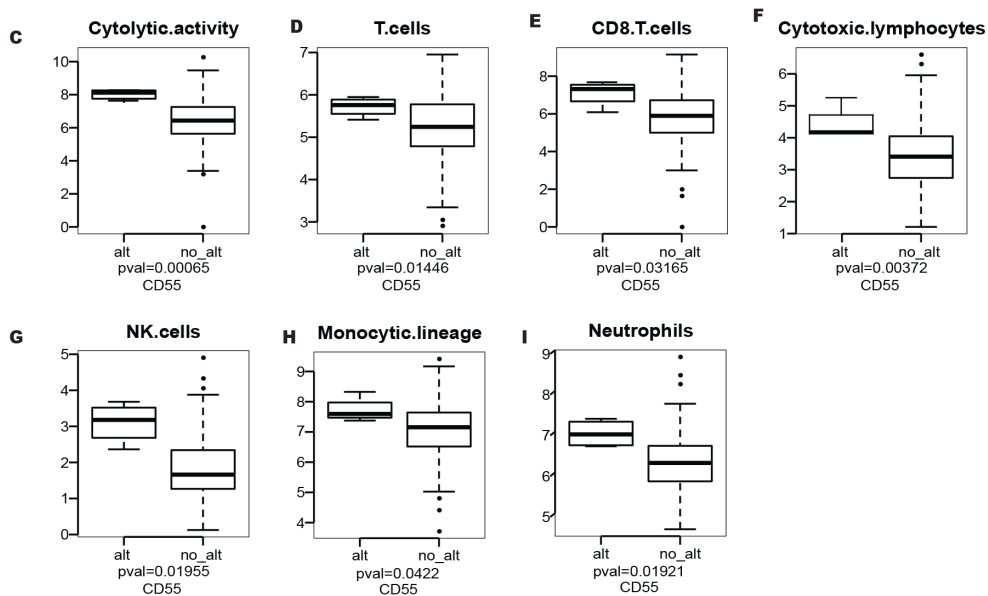 C Cytolytic.activity
10
8
6
4
2
0
alt no_alt
pval=0.00065
CD55
D T.cells
7
6
5
4
3
alt no_alt
pval=0.01446
CD55
E CD8.T.cells
8
6
4
2
0
alt no_alt
pval=0.03165
CD55
F Cytotoxic.lymphocytes
6
5
4
3
2
1
alt no_alt
pval=0.00372
CD55
G NK.cells
5
4
3
2
1
0
alt no_alt
pval=0.01955
CD55
H Monocytic.lineage
9
8
7
6
5
4
alt no_alt
pval=0.0422
CD55
I Neutrophils
9
8
7
6
5
alt no_alt
pval=0.01921
CD55